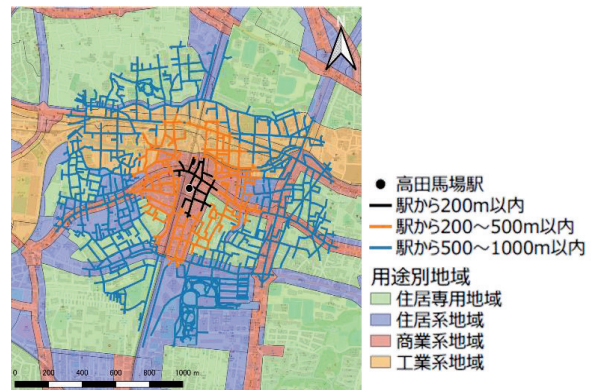 N
高田馬場駅
駅から200m以内
駅から200～500m以内
駅から500～1000m以内
用途別地域
住居専用地域
住居系地域
商業系地域
工業系地域
0 200 400 600 800 1000 m